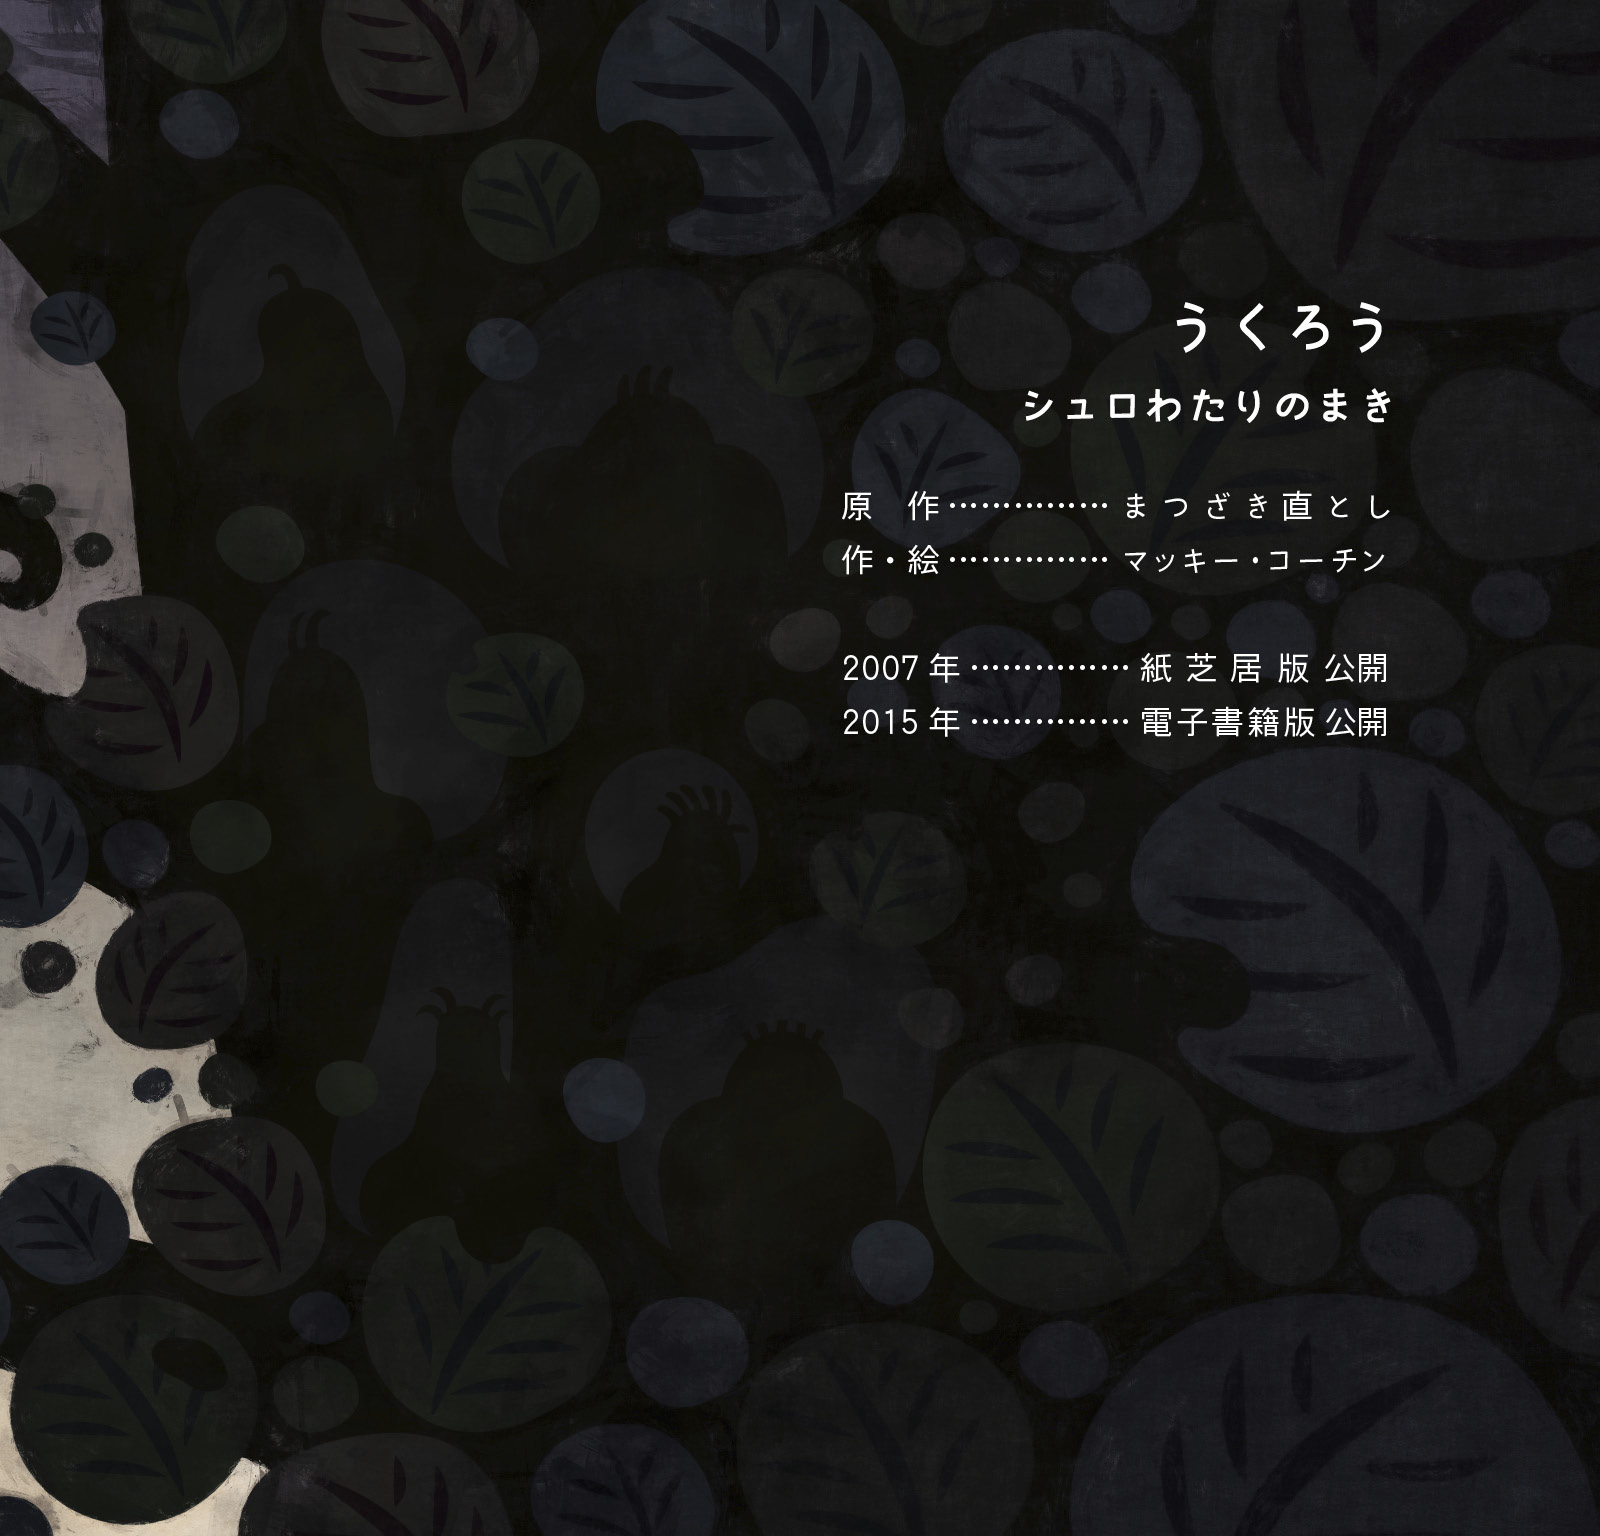 うくろう
シュロわたりのまき
原　作……………まつざき直とし
作・絵……………マッキー・コーチン
2007年……………紙芝居版 公開
2015年……………電子書籍版 公開